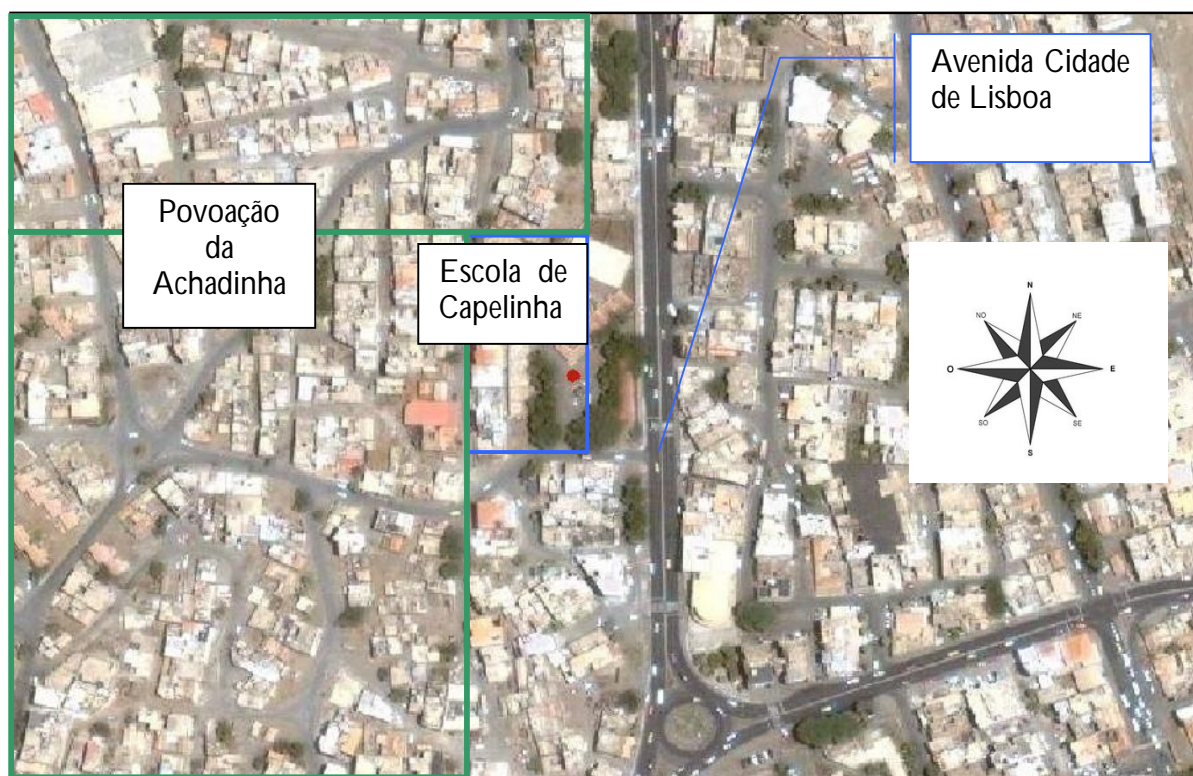 Avenida Cidade
de Lisboa
Povoação
da
Achadinha
Escola de
Capelinha
N
NO
NE
O
E
SO
SE
S